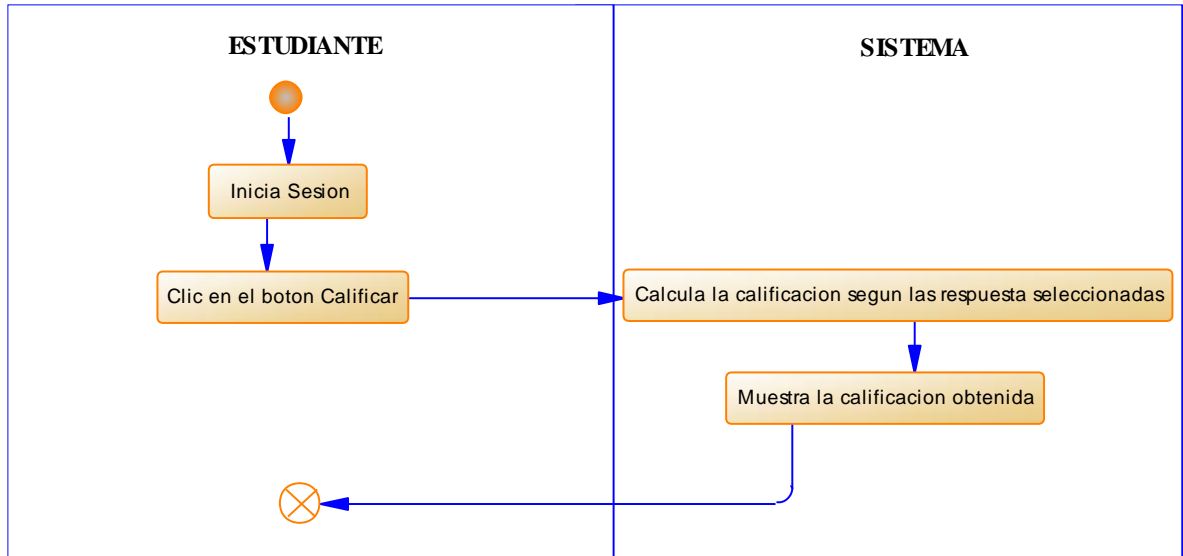 ESTUDIANTE
SISTEMA
Inicia Sesion
Clic en el boton Calificar
Calcula la calificacion segun las respuesta seleccionadas
Muestra la calificacion obtenida